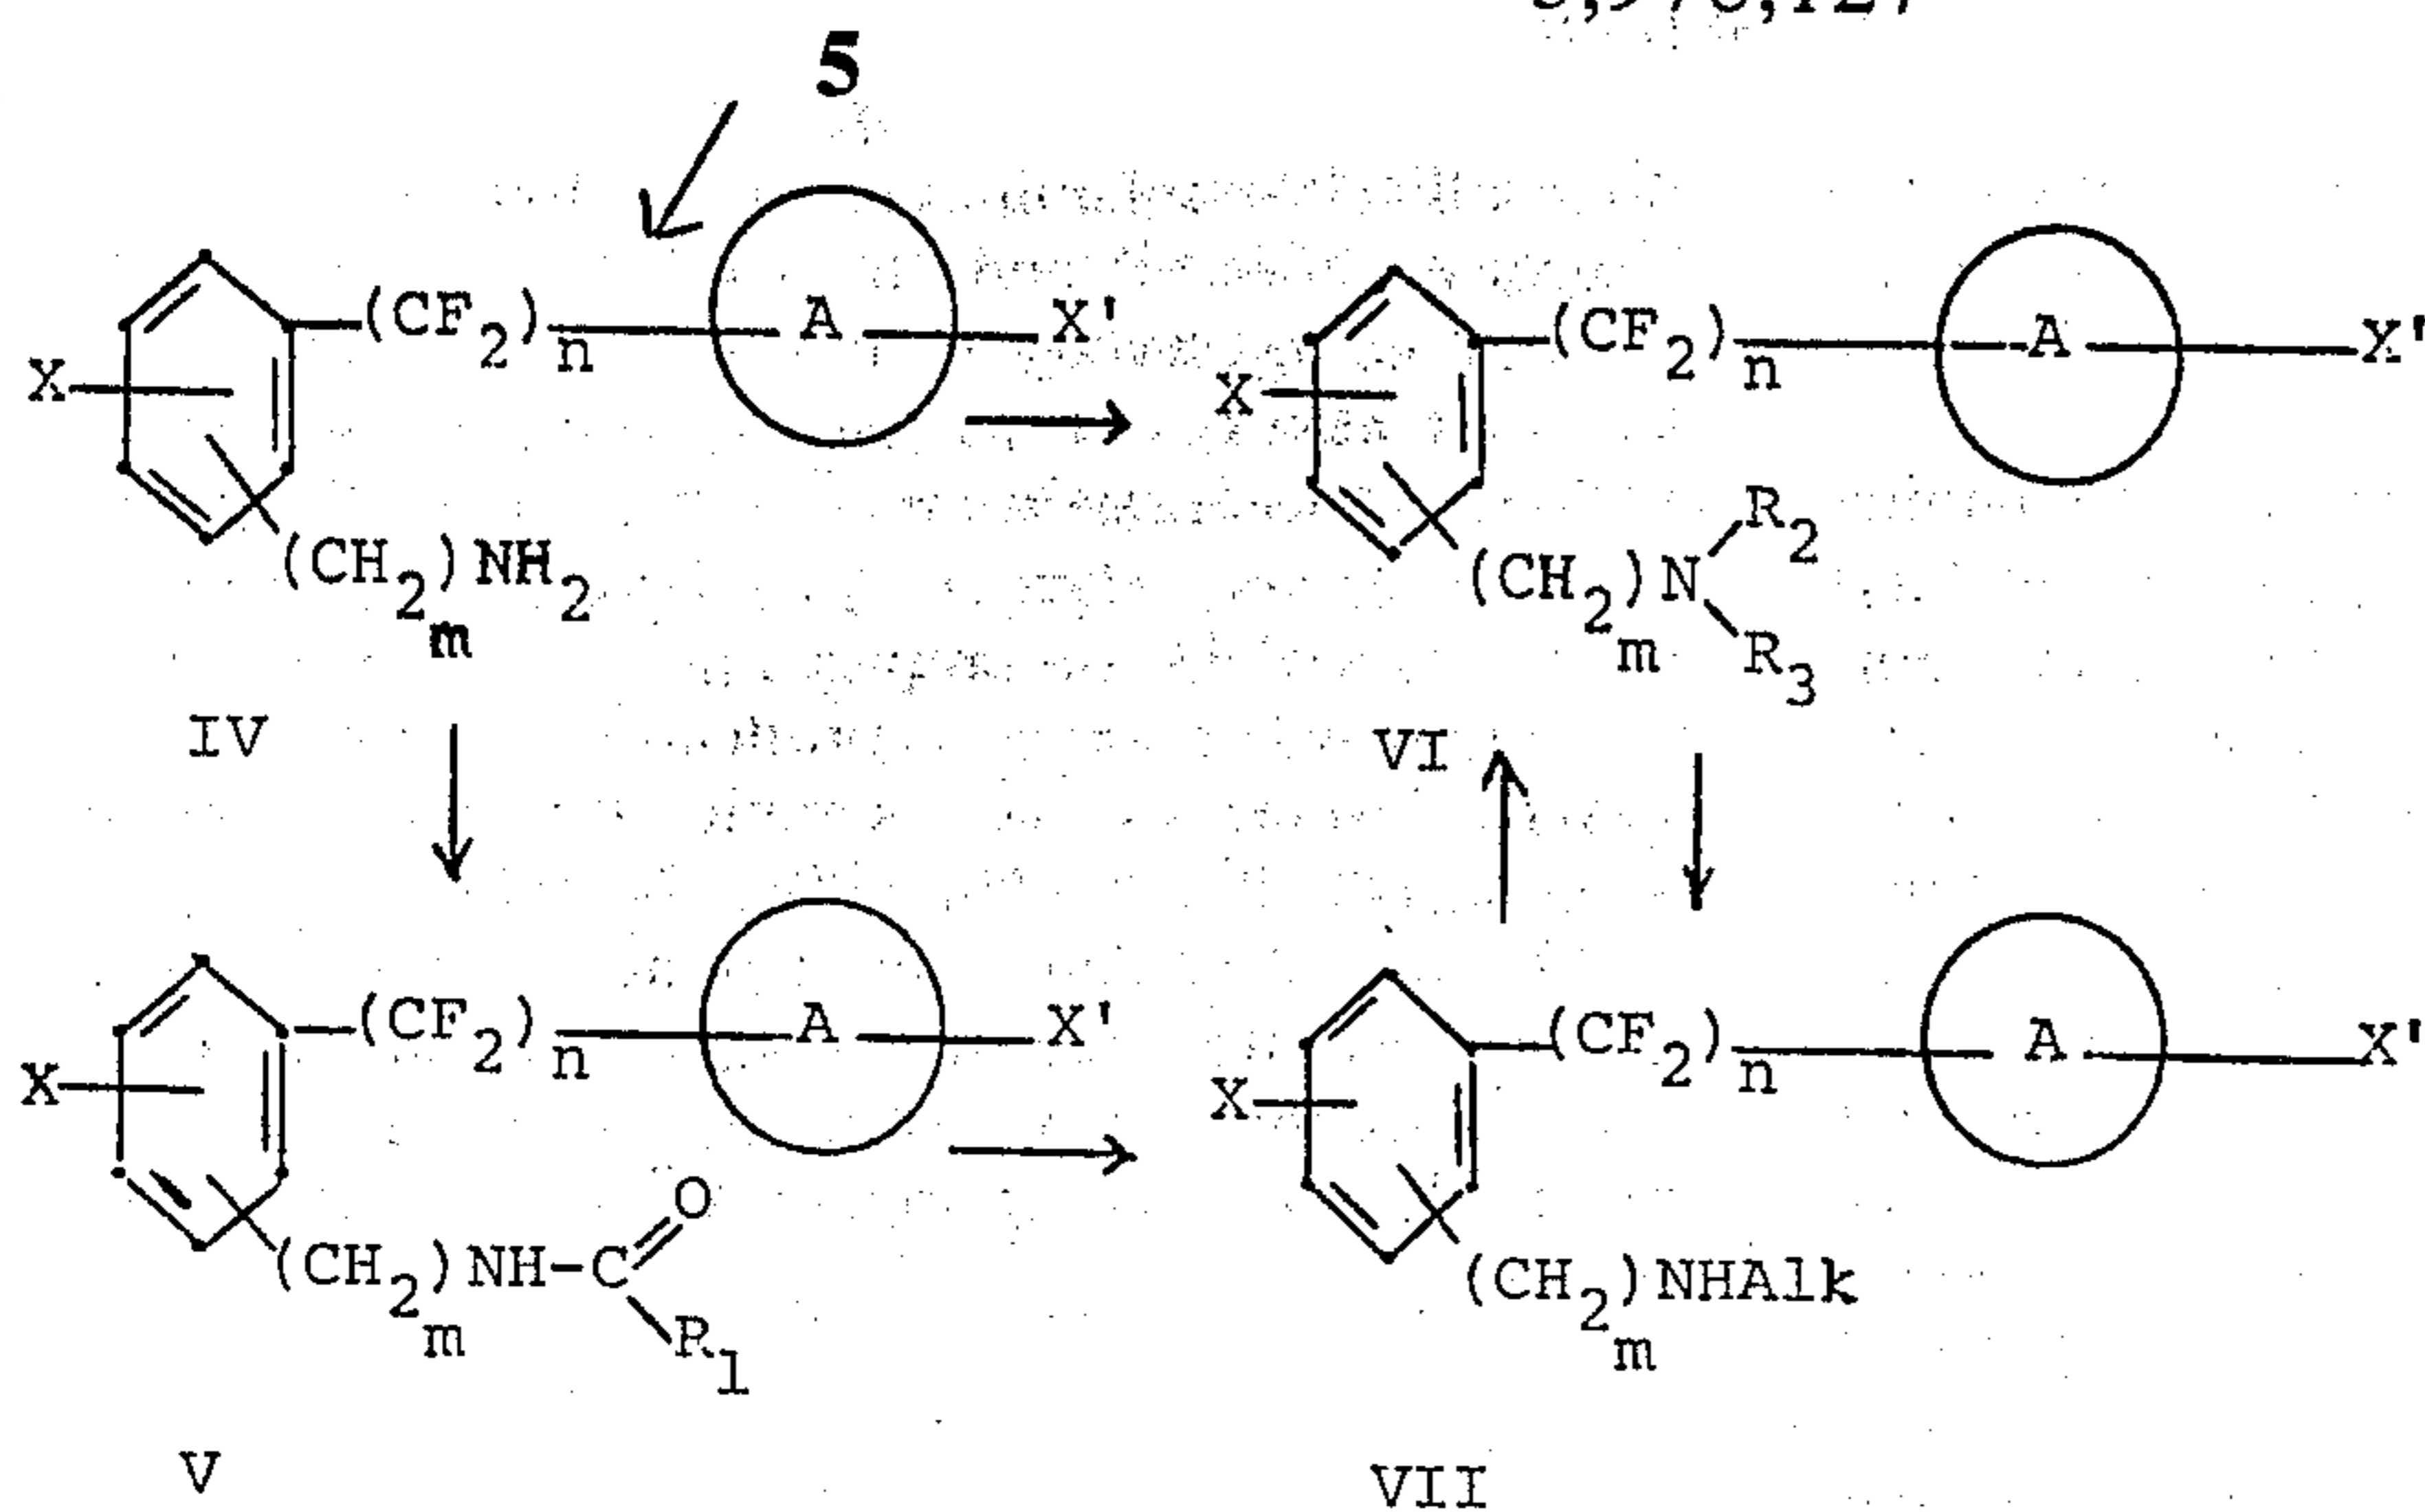 5
X (CF2)n A X'
(CH2)mNH2
IV
X (CF2)n A X'
(CH2)mN R2 R3
VI
X (CF2)n A X'
(CH2)mNH-C O R1
V
X (CF2)n A X'
(CH2)mNHAlk
VII